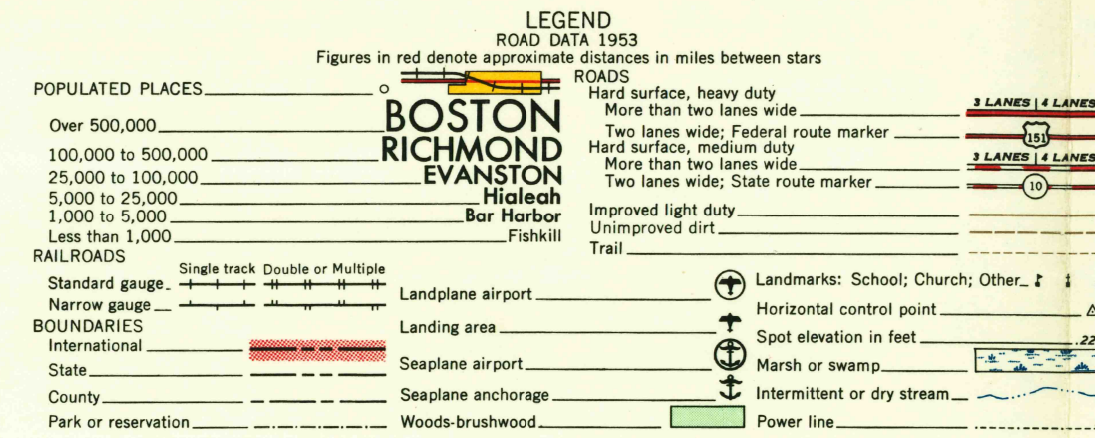 LEGEND
ROAD DATA 1953
Figures in red denote approximate distances in miles between stars
POPULATED PLACES
Over 500,000 BOSTON
100,000 to 500,000 RICHMOND
25,000 to 100,000 EVANSTON
5,000 to 25,000 Hialeah
1,000 to 5,000 Bar Harbor
Less than 1,000 Fishkill
RAILROADS
Single track Double or Multiple
Standard gauge
Narrow gauge
BOUNDARIES
International
State
County
Park or reservation
Landplane airport
Landing area
Seaplane airport
Seaplane anchorage
Woods-brushwood
ROADS
Hard surface, heavy duty
More than two lanes wide 3 LANES | 4 LANES
Two lanes wide; Federal route marker 151
Hard surface, medium duty
More than two lanes wide 3 LANES | 4 LANES
Two lanes wide; State route marker 10
Improved light duty
Unimproved dirt
Trail
Landmarks: School; Church; Other
Horizontal control point
Spot elevation in feet
Marsh or swamp
Intermittent or dry stream
Power line